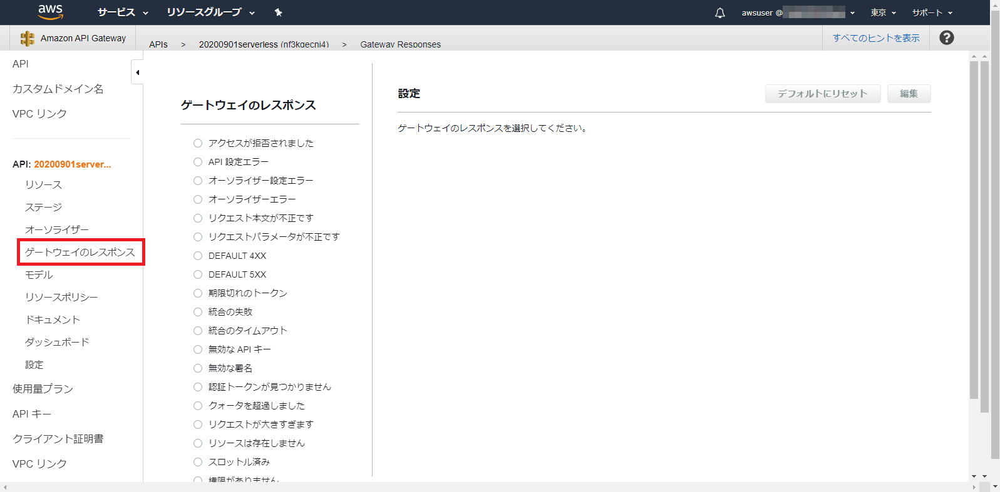 aws サービス リソースグループ awsuser @ 東京 サポート
Amazon API Gateway APIs > 20200901serverless (nf3kgecni4) > Gateway Responses すべてのヒントを表示 ?
API
カスタムドメイン名
VPC リンク
API: 20200901server...
リソース
ステージ
オーソライザー
ゲートウェイのレスポンス
モデル
リソースポリシー
ドキュメント
ダッシュボード
設定
使用量プラン
API キー
クライアント証明書
VPC リンク
ゲートウェイのレスポンス
アクセスが拒否されました
API 設定エラー
オーソライザー設定エラー
オーソライザーエラー
リクエスト本文が不正です
リクエストパラメータが不正です
DEFAULT 4XX
DEFAULT 5XX
期限切れのトークン
統合の失敗
統合のタイムアウト
無効な API キー
無効な署名
認証トークンが見つかりません
クォータを超過しました
リクエストが大きすぎます
リソースは存在しません
スロットル済み
権限がありません
設定 デフォルトにリセット 編集
ゲートウェイのレスポンスを選択してください。